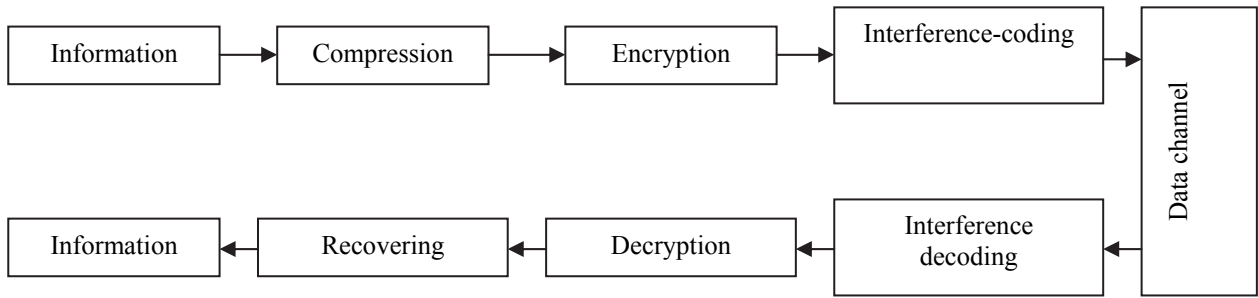 Information
Compression
Encryption
Interference-coding
Data channel
Information
Recovering
Decryption
Interference
decoding